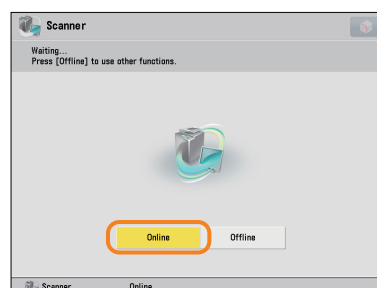 Scanner
Waiting...
Press [Offline] to use other functions.
Online Offline
Scanner Online